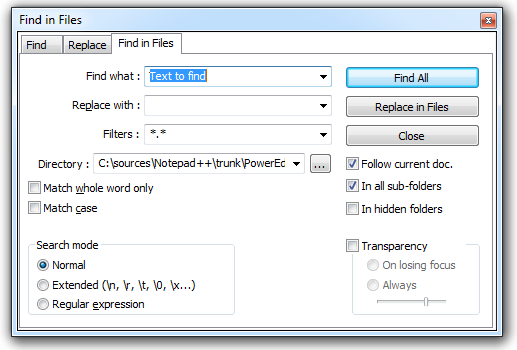 Find in Files
Find Replace Find in Files
Find what : Text to find Find All
Replace with : Replace in Files
Filters : *.* Close
Directory : C:\sources\Notepad++\trunk\PowerEd ... Follow current doc.
Match whole word only In all sub-folders
Match case In hidden folders
Search mode Transparency
Normal On losing focus
Extended (\n, \r, \t, \0, \x...) Always
Regular expression